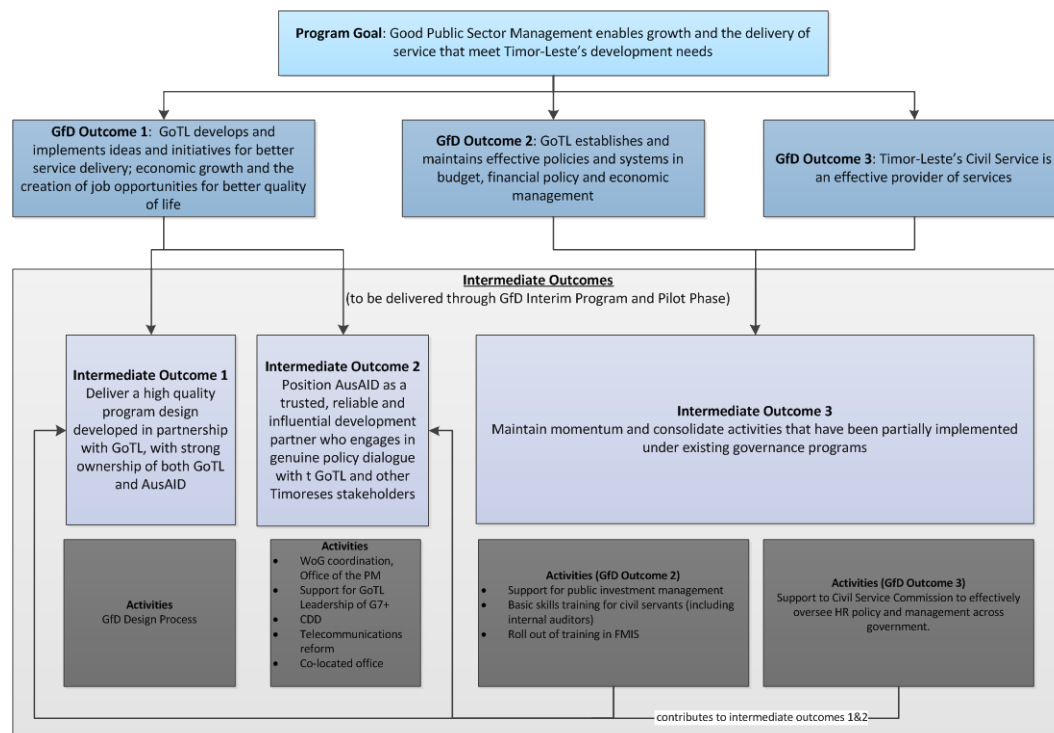 Program Goal: Good Public Sector Management enables growth and the delivery of
service that meet Timor-Leste's development needs
GfD Outcome 1: GoTL develops and
implements ideas and initiatives for better
service delivery; economic growth and the
creation of job opportunities for better quality
of life
GfD Outcome 2: GoTL establishes and
maintains effective policies and systems in
budget, financial policy and economic
management
GfD Outcome 3: Timor-Leste's Civil Service is
an effective provider of services
Intermediate Outcomes
(to be delivered through GfD Interim Program and Pilot Phase)
Intermediate Outcome 1
Deliver a high quality
program design
developed in partnership
with GoTL, with strong
ownership of both GoTL
and AusAID
Intermediate Outcome 2
Position AusAID as a
trusted, reliable and
influential development
partner who engages in
genuine policy dialogue
with t GoTL and other
Timoreses stakeholders
Intermediate Outcome 3
Maintain momentum and consolidate activities that have been partially implemented
under existing governance programs
Activities
GfD Design Process
Activities
• WoG coordination,
Office of the PM
• Support for GoTL
Leadership of G7+
• CDD
• Telecommunications
reform
• Co-located office
Activities (GfD Outcome 2)
• Support for public investment management
• Basic skills training for civil servants (including
internal auditors)
• Roll out of training in FMIS
Activities (GfD Outcome 3)
Support to Civil Service Commission to effectively
oversee HR policy and management across
government.
contributes to intermediate outcomes 1&2